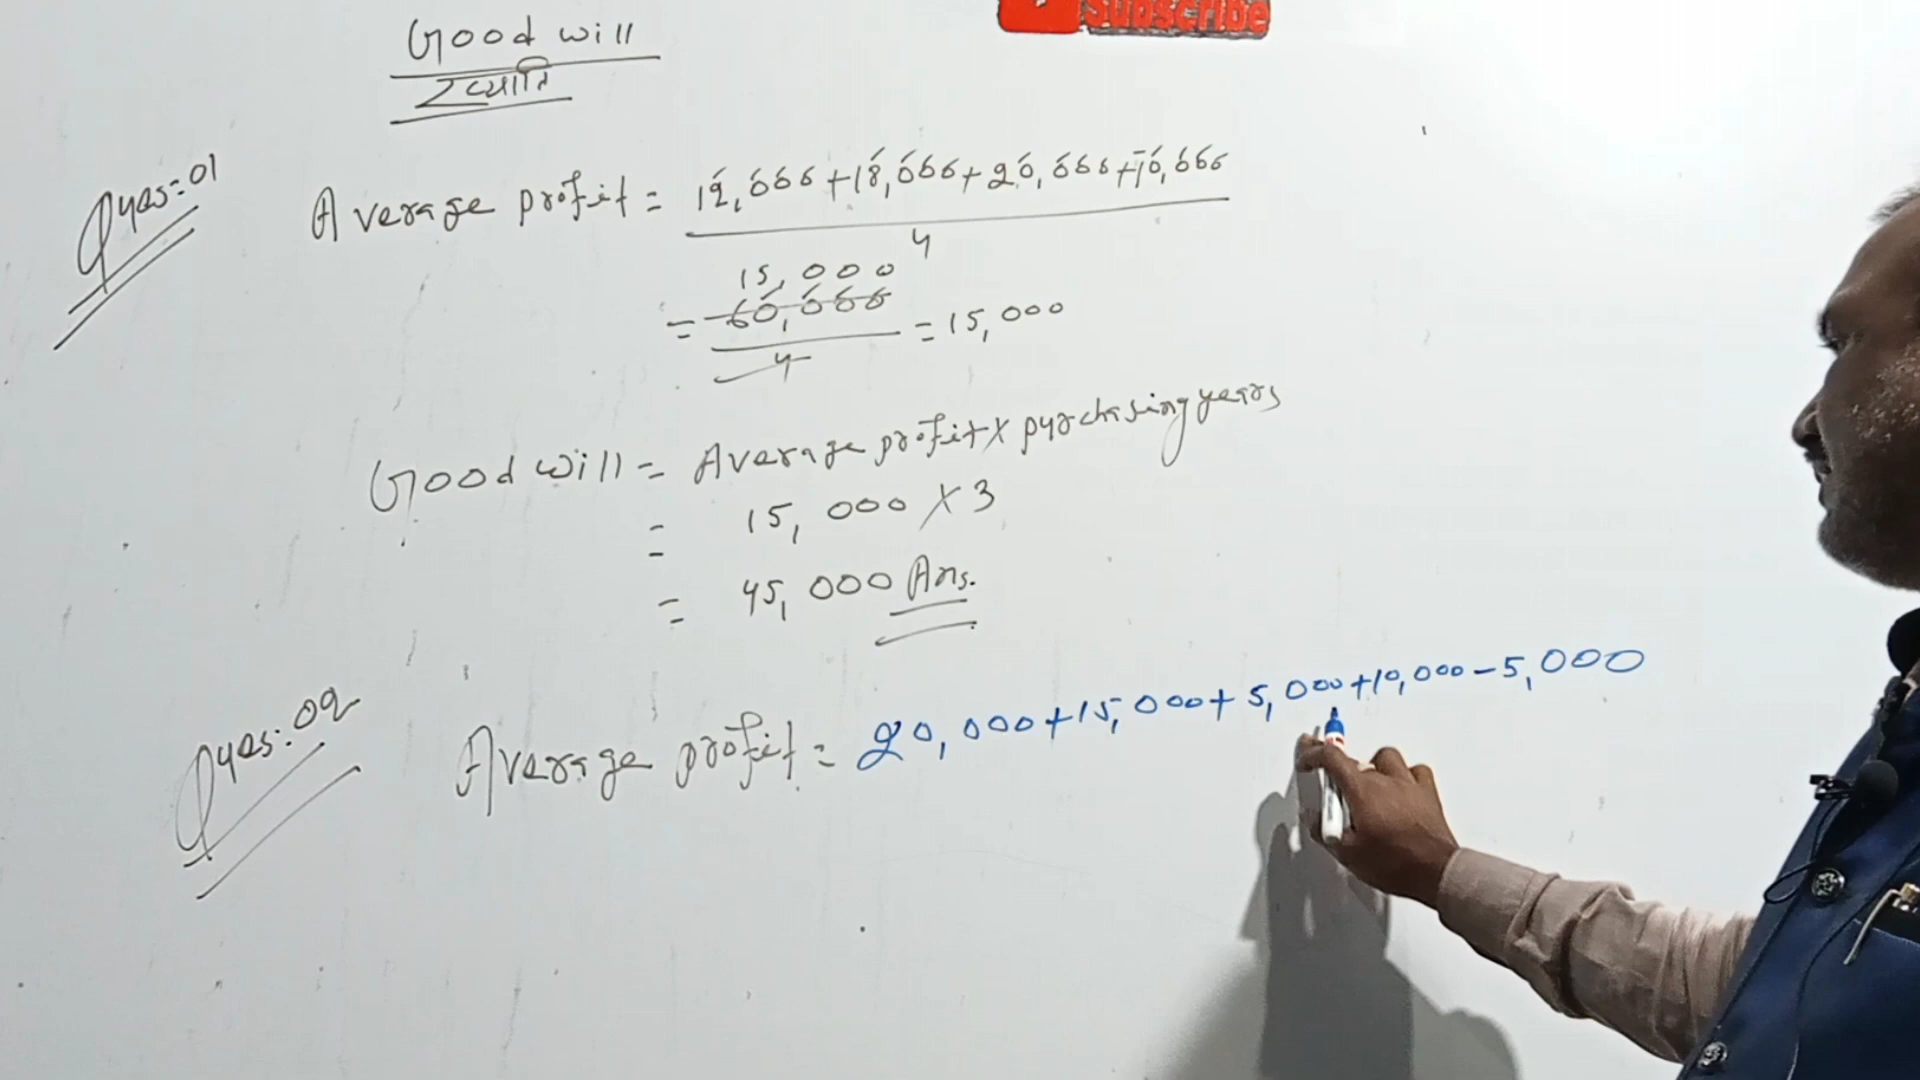 Subscribe
Good will
ख्याति
Ques:01
Average profit = 12,000+18,000+20,000+10,000
4
15,000
= 60,000 = 15,000
4
Good will = Average profit x purchasing years
= 15,000 x 3
= 45,000 Ans.
Ques:02
Average profit = 20,000+15,000+5,000+10,000-5,000